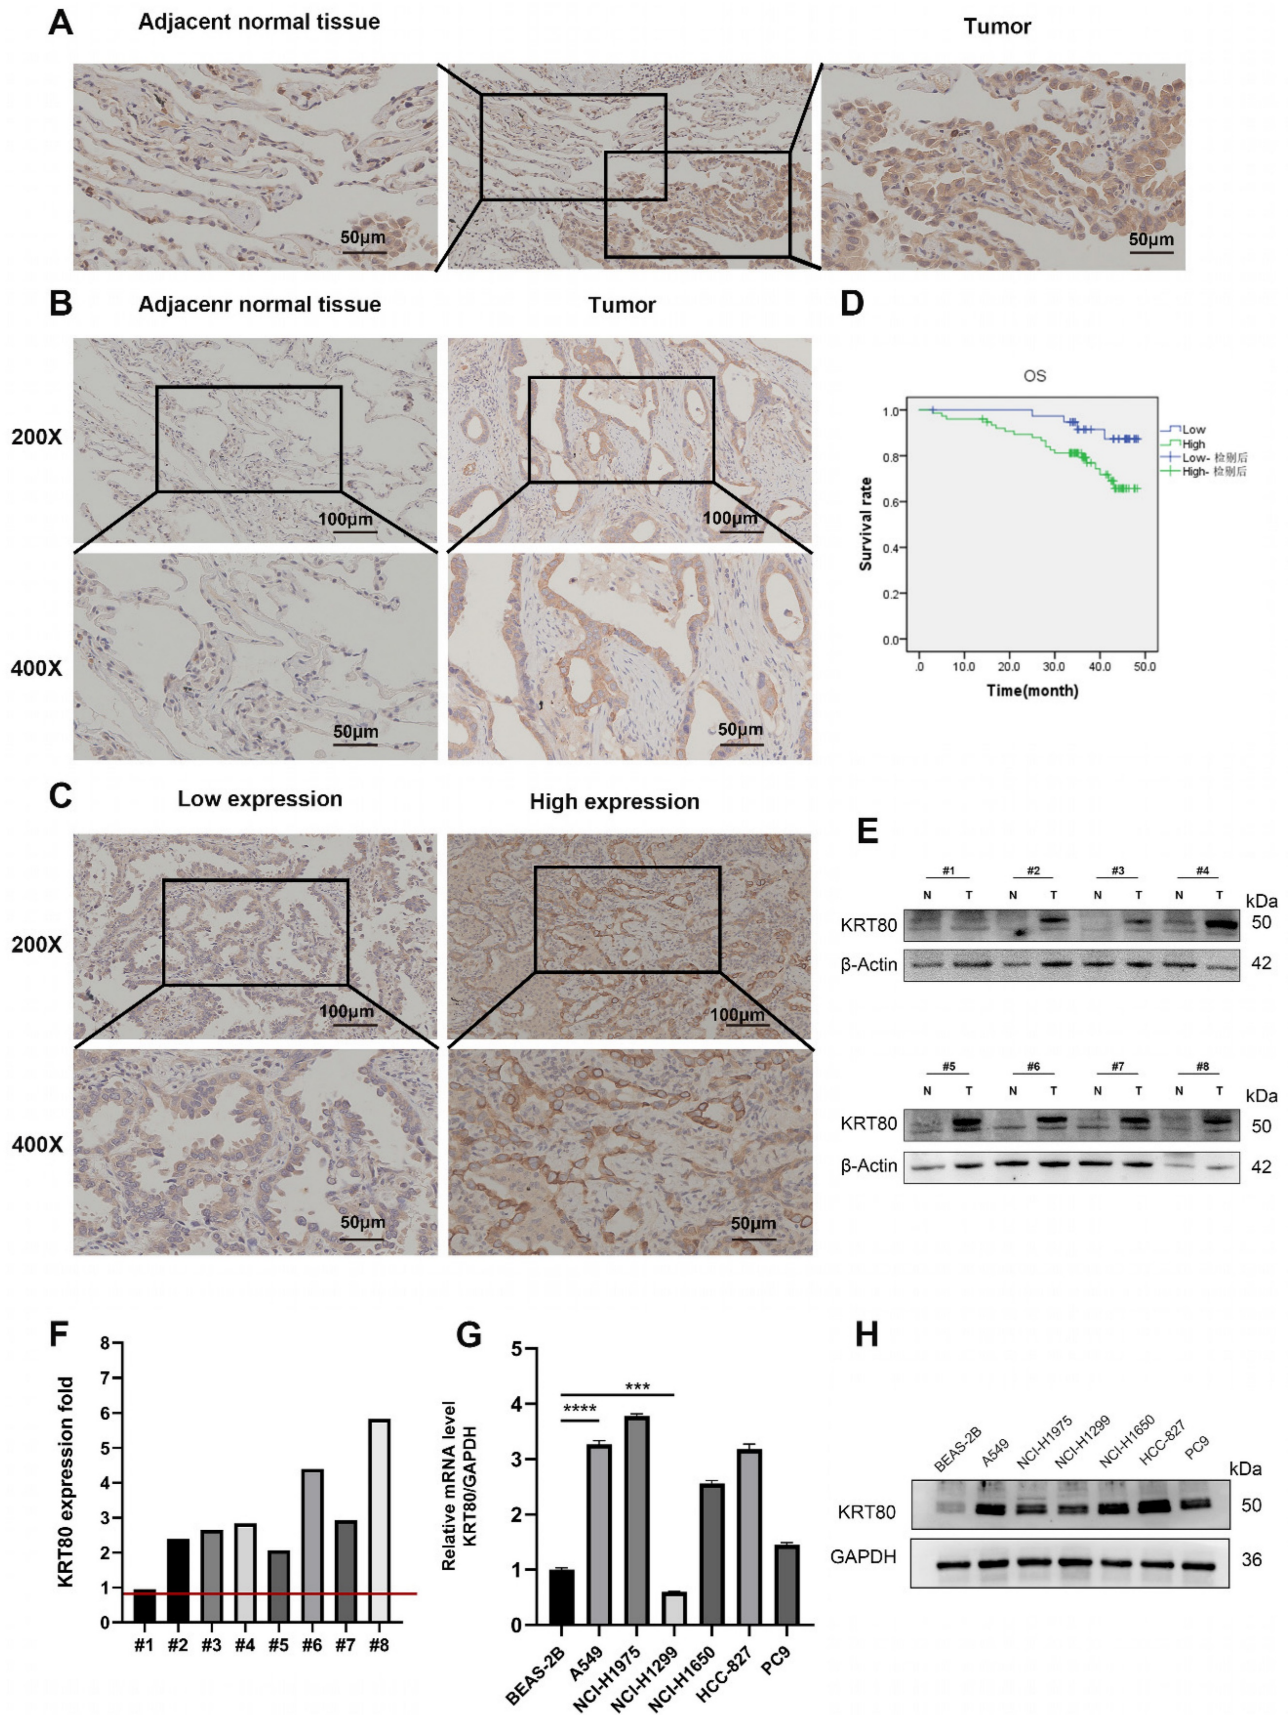 A
Adjacent normal tissue
Tumor
50µm
50µm
B
Adjacenr normal tissue
Tumor
200X
100µm
100µm
400X
50µm
50µm
C
Low expression
High expression
200X
100µm
100µm
400X
50µm
50µm
D
OS
1.0
0.8
0.6
0.4
0.2
0.0
Survival rate
.0 10.0 20.0 30.0 40.0 50.0
Time(month)
Low
High
Low- 检剔后
High- 检剔后
E
#1 #2 #3 #4
N T N T N T N T
kDa
KRT80 50
β-Actin 42
#5 #6 #7 #8
N T N T N T N T
kDa
KRT80 50
β-Actin 42
F
KRT80 expression fold
8
7
6
5
4
3
2
1
0
#1 #2 #3 #4 #5 #6 #7 #8
G
Relative mRNA level
KRT80/GAPDH
5
4
3
2
1
0
***
****
BEAS-2B A549 NCI-H1975 NCI-H1299 NCI-H1650 HCC-827 PC9
H
BEAS-2B A549 NCI-H1975 NCI-H1299 NCI-H1650 HCC-827 PC9
kDa
KRT80 50
GAPDH 36